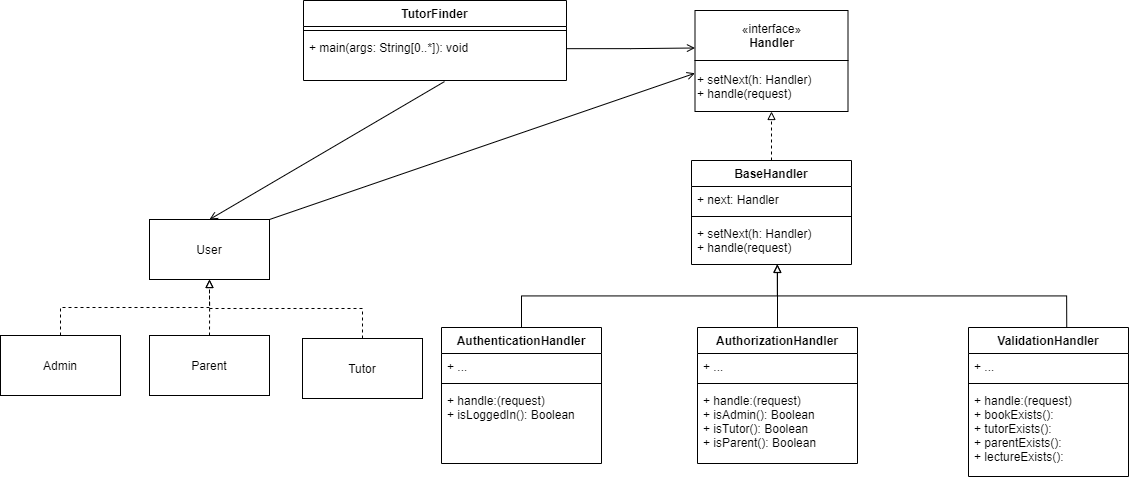 TutorFinder
+ main(args: String[0..*]): void
«interface»
Handler
+ setNext(h: Handler)
+ handle(request)
BaseHandler
+ next: Handler
+ setNext(h: Handler)
+ handle(request)
User
Admin
Parent
Tutor
AuthenticationHandler
+ ...
+ handle:(request)
+ isLoggedIn(): Boolean
AuthorizationHandler
+ ...
+ handle:(request)
+ isAdmin(): Boolean
+ isTutor(): Boolean
+ isParent(): Boolean
ValidationHandler
+ ...
+ handle:(request)
+ bookExists():
+ tutorExists():
+ parentExists():
+ lectureExists():